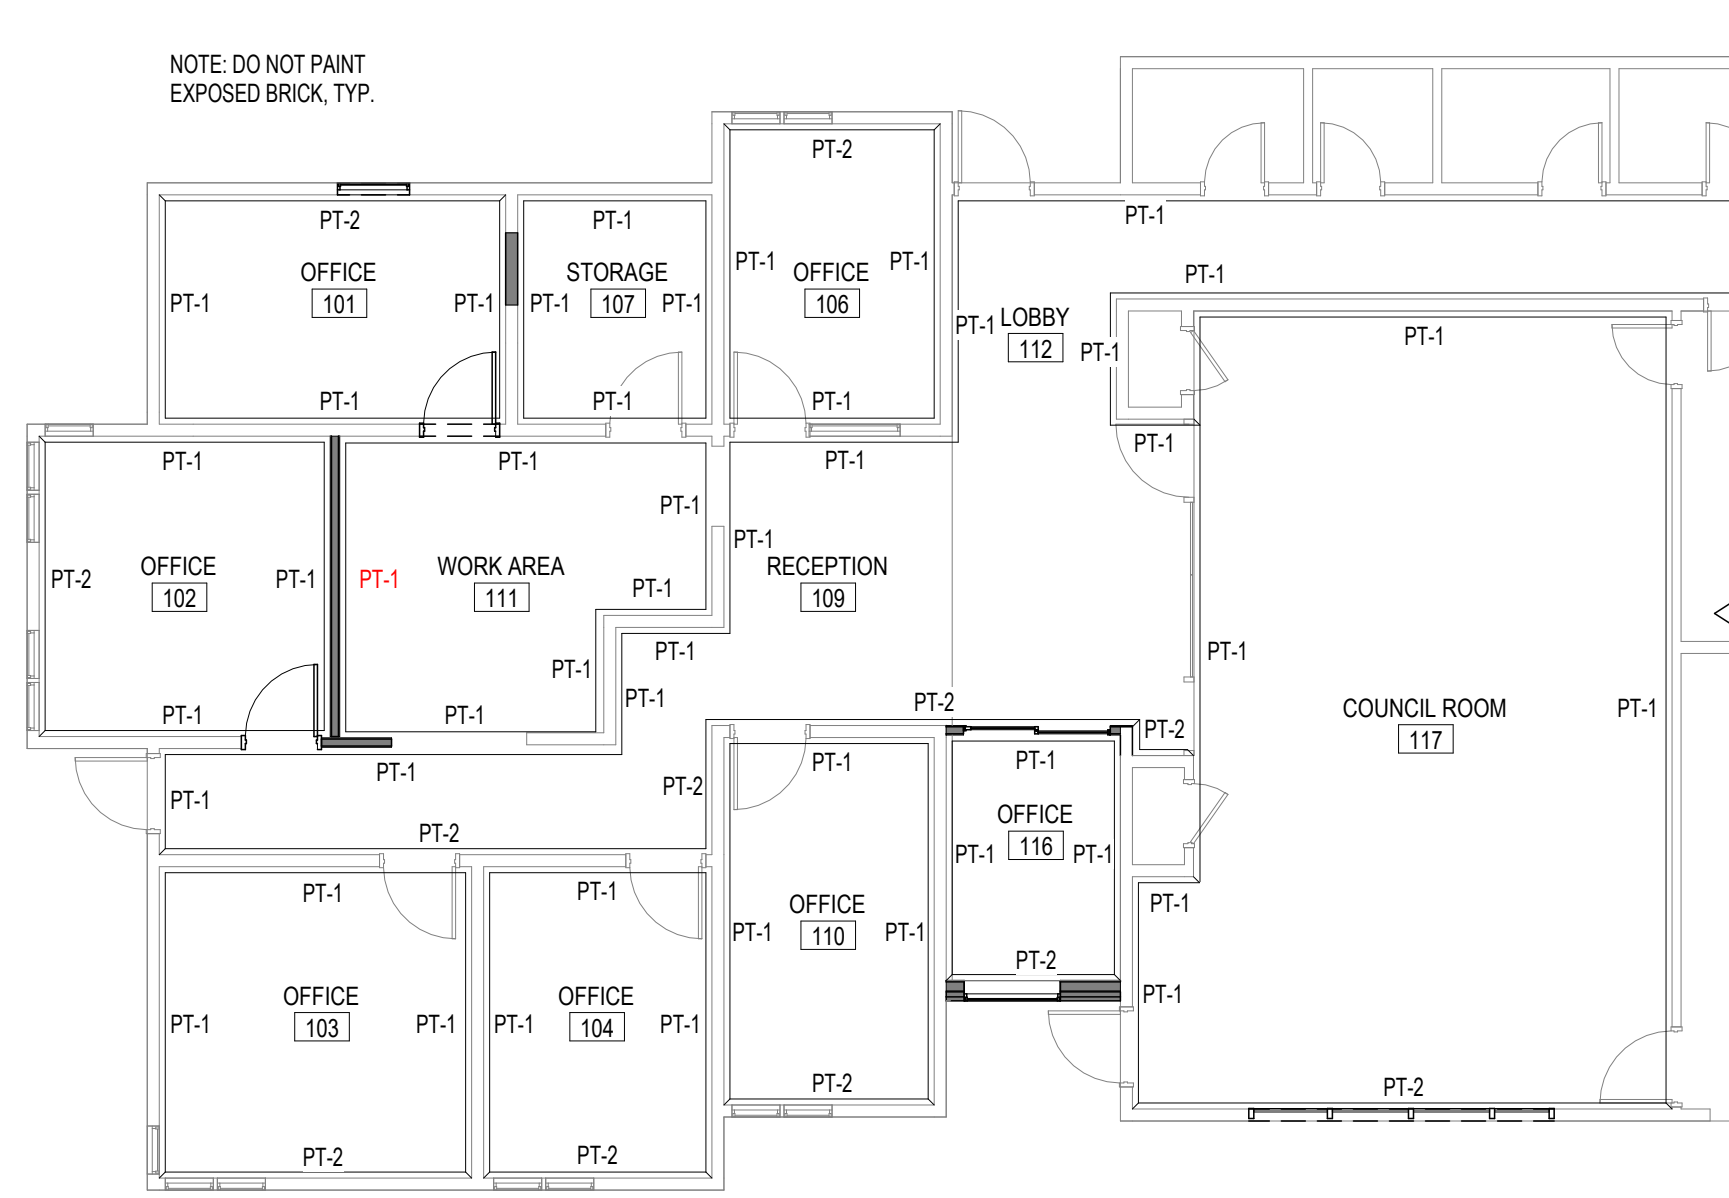 NOTE: DO NOT PAINT
EXPOSED BRICK, TYP.
PT-2
PT-1
PT-2
PT-1
PT-1
OFFICE
101
PT-1
PT-1
PT-1
STORAGE
107
PT-1
PT-1
PT-1
PT-1
OFFICE
106
PT-1
PT-1
PT-1
PT-1
LOBBY
112
PT-1
PT-1
PT-1
PT-1
PT-1
PT-2
OFFICE
102
PT-1
PT-1
PT-1
PT-1
WORK AREA
111
PT-1
PT-1
PT-1
PT-1
PT-1
PT-1
RECEPTION
109
PT-1
PT-1
PT-2
PT-2
PT-1
COUNCIL ROOM
117
PT-1
PT-1
PT-1
PT-2
PT-2
PT-1
PT-1
OFFICE
116
PT-1
PT-1
PT-2
PT-1
OFFICE
110
PT-1
PT-2
PT-1
PT-1
OFFICE
103
PT-1
PT-2
PT-1
PT-1
OFFICE
104
PT-1
PT-2
PT-1
PT-1
PT-2